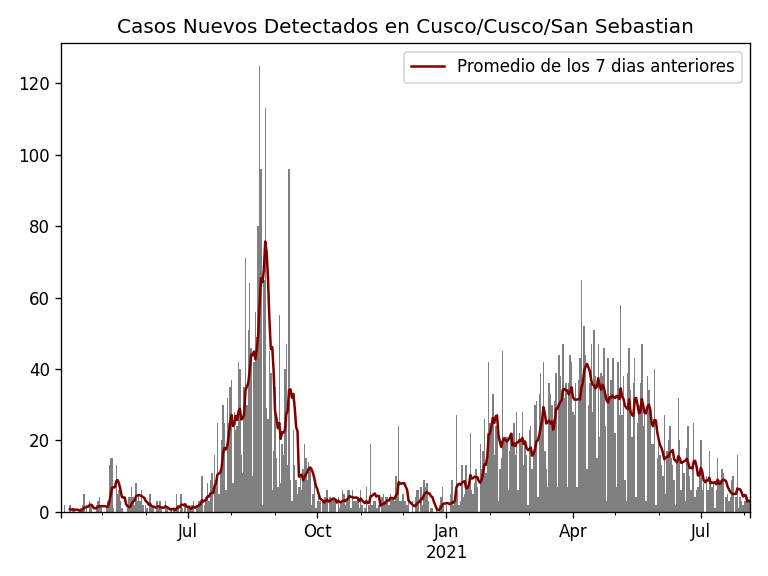 Casos Nuevos Detectados en Cusco/Cusco/San Sebastian
Promedio de los 7 dias anteriores
120
100
80
60
40
20
0
Jul
Oct
Jan
2021
Apr
Jul